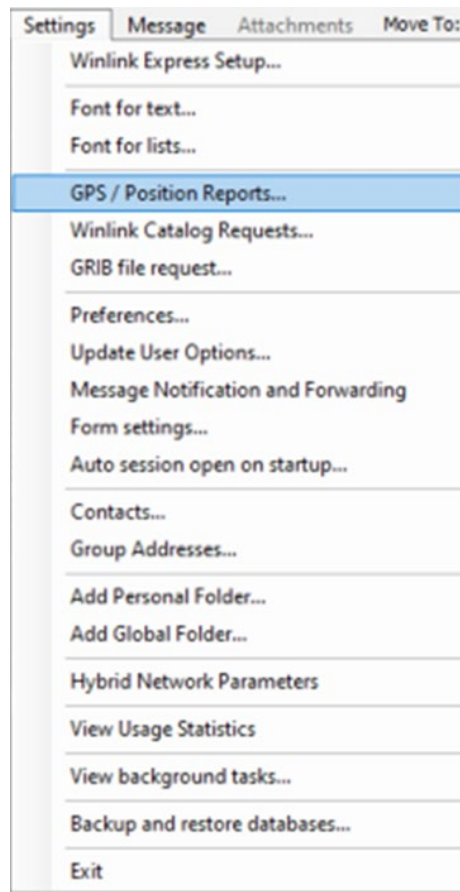 Settings Message Attachments Move To:
Winlink Express Setup...
Font for text...
Font for lists...
GPS / Position Reports...
Winlink Catalog Requests...
GRIB file request...
Preferences...
Update User Options...
Message Notification and Forwarding
Form settings...
Auto session open on startup...
Contacts...
Group Addresses...
Add Personal Folder...
Add Global Folder...
Hybrid Network Parameters
View Usage Statistics
View background tasks...
Backup and restore databases...
Exit